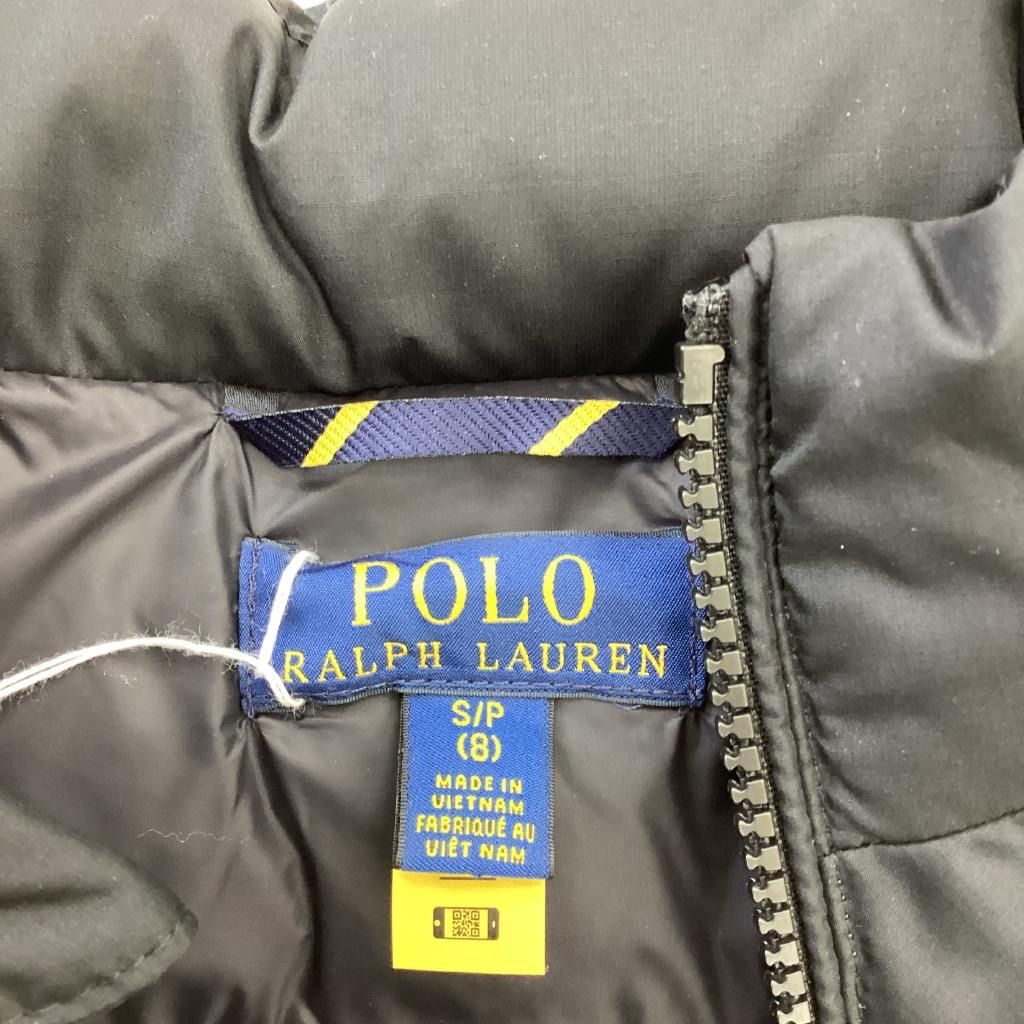 POLO
RALPH LAUREN
S/P
(8)
MADE IN
VIETNAM
FABRIQUÉ AU
VIÊT NAM